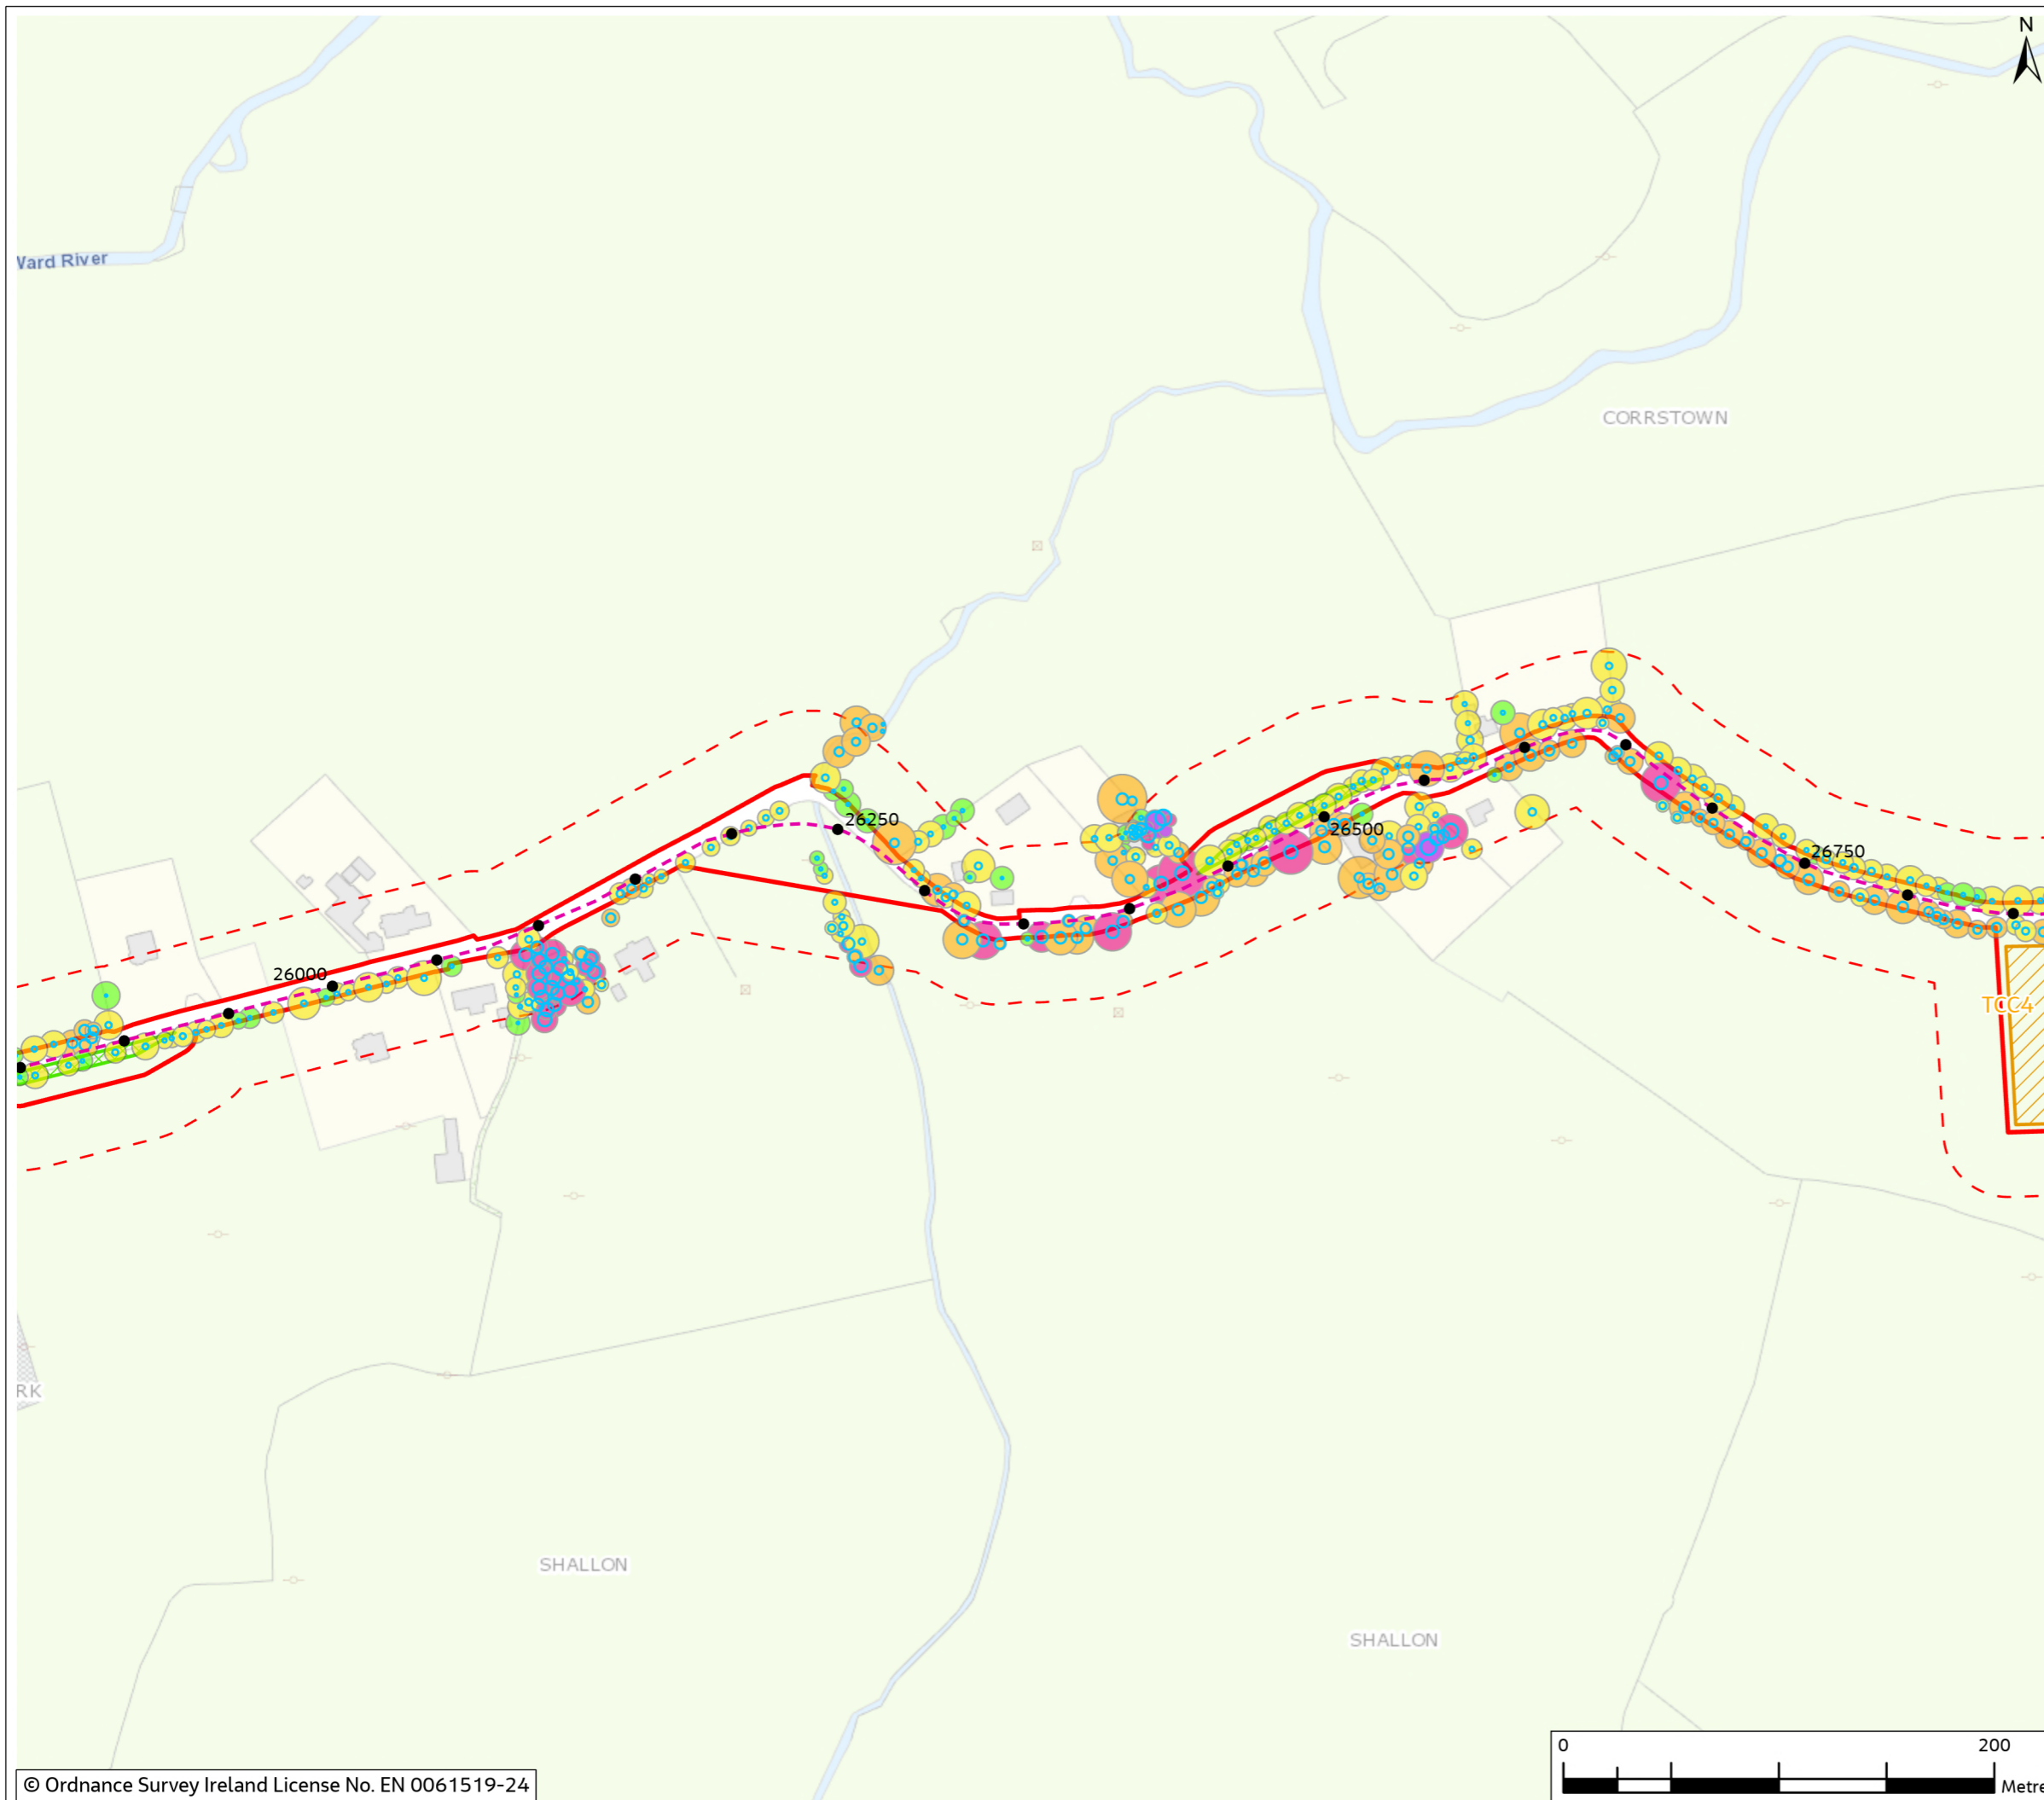 N
Ward River
CORRSTOWN
26250
26500
26750
26000
TCC4
RK
SHALLON
SHALLON
0 200
Metre
© Ordnance Survey Ireland License No. EN 0061519-24